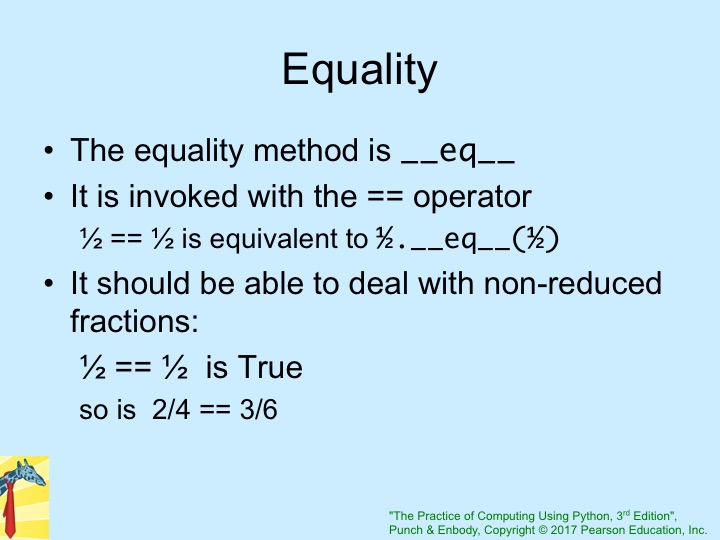 Equality
• The equality method is __eq__
• It is invoked with the == operator
½ == ½ is equivalent to ½.__eq__(½)
• It should be able to deal with non-reduced
fractions:
½ == ½  is True
so is  2/4 == 3/6
"The Practice of Computing Using Python, 3rd Edition",
Punch & Enbody, Copyright © 2017 Pearson Education, Inc.